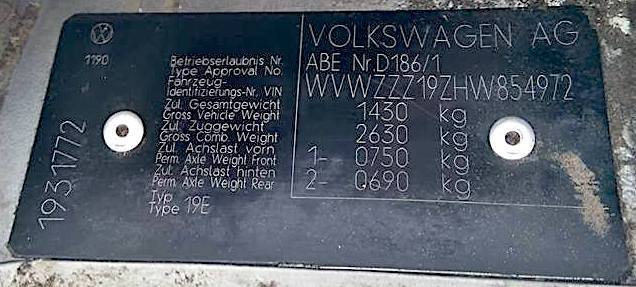 VOLKSWAGEN AG
1190
Betriebserlaubnis Nr.
Type Approval No.
ABE Nr.D186/1
Fahrzeug-
Identifizierungs-Nr. VIN
WVWZZZ19ZHW854972
Zul. Gesamtgewicht
Gross Vehicle Weight
1430 kg
Zul. Zuggewicht
Gross Comb. Weight
2630 kg
Zul. Achslast vorn
Perm. Axle Weight Front
1- 0750 kg
Zul. Achslast hinten
Perm. Axle Weight Rear
2- 0690 kg
Typ
Type 19E
1931772